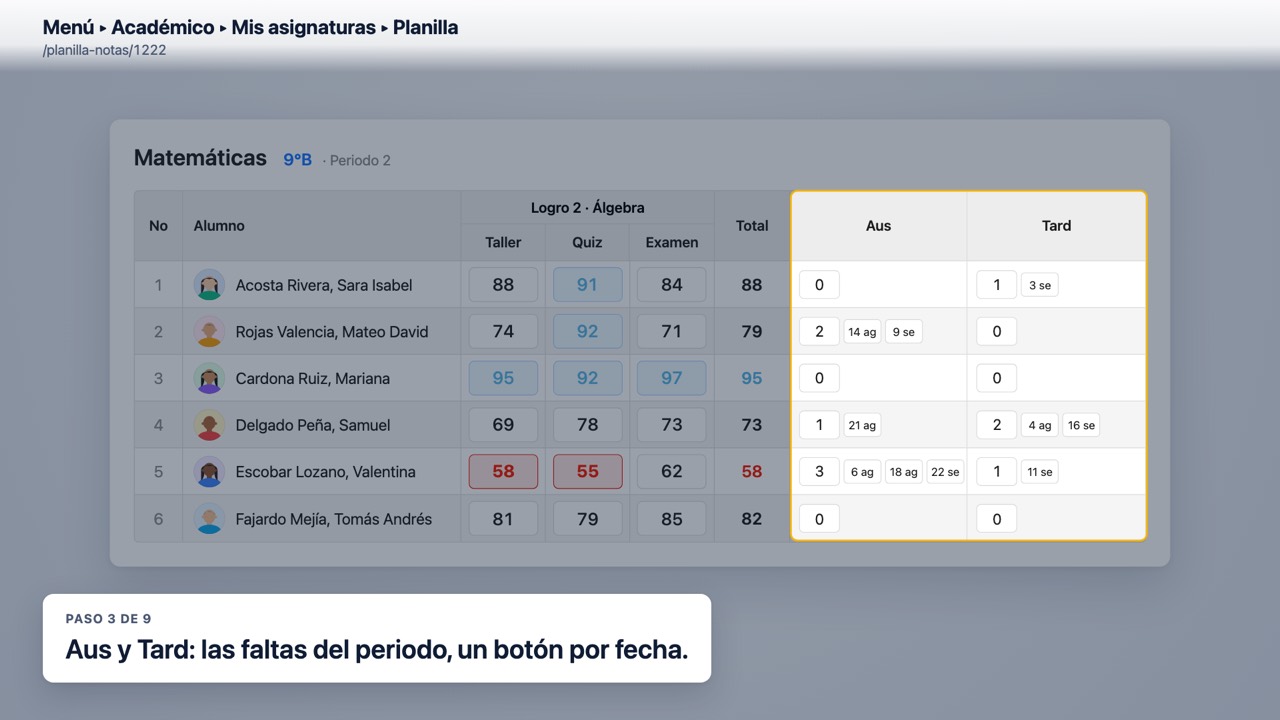 Menú ▸ Académico ▸ Mis asignaturas ▸ Planilla
/planilla-notas/1222
Matemáticas 9°B · Periodo 2
No Alumno Logro 2 · Álgebra Total Aus Tard
Taller Quiz Examen
1 Acosta Rivera, Sara Isabel 88 91 84 88 0 1 3 se
2 Rojas Valencia, Mateo David 74 92 71 79 2 14 ag 9 se 0
3 Cardona Ruiz, Mariana 95 92 97 95 0 0
4 Delgado Peña, Samuel 69 78 73 73 1 21 ag 2 4 ag 16 se
5 Escobar Lozano, Valentina 58 55 62 58 3 6 ag 18 ag 22 se 1 11 se
6 Fajardo Mejía, Tomás Andrés 81 79 85 82 0 0
PASO 3 DE 9
Aus y Tard: las faltas del periodo, un botón por fecha.